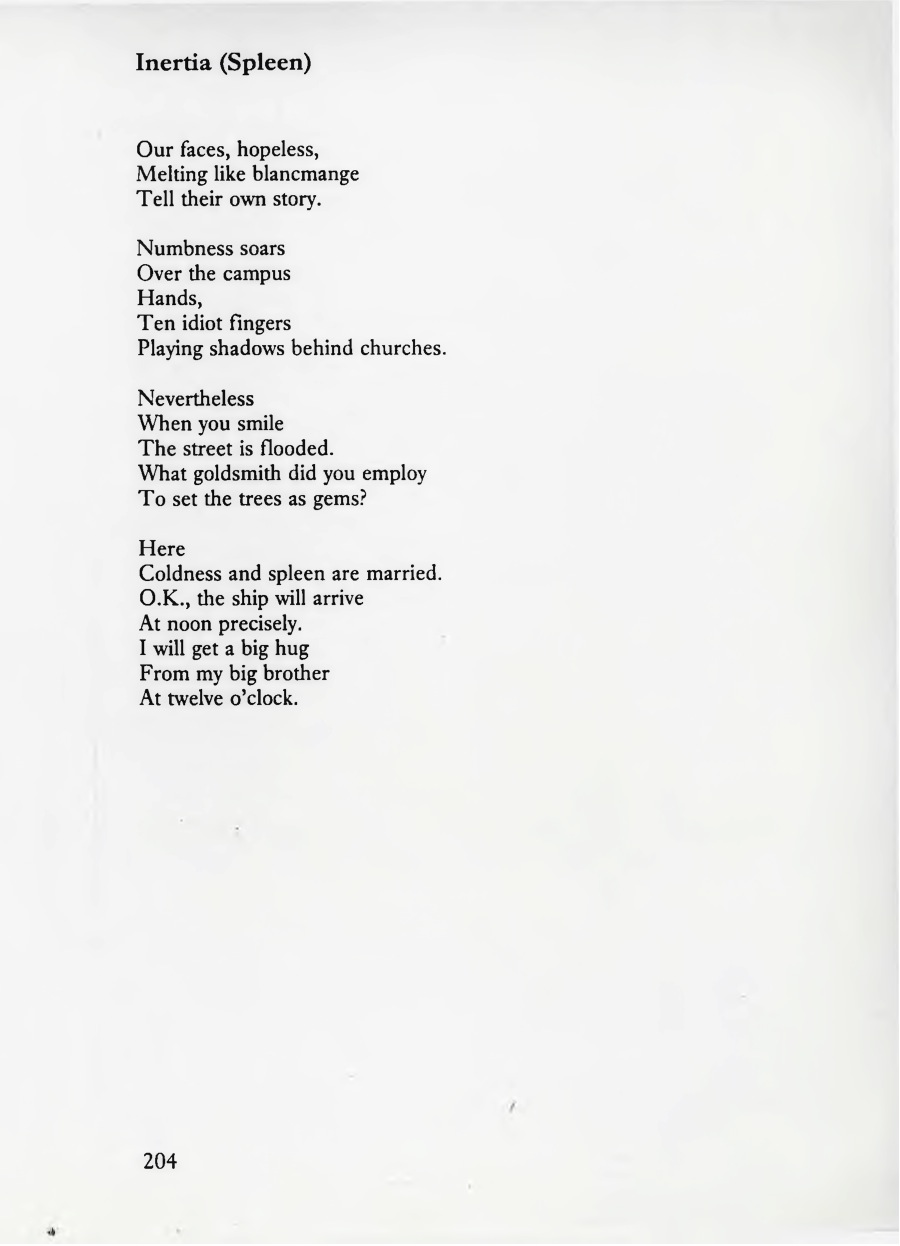 Inertia (Spleen)
Our faces, hopeless,
Melting like blancmange
Tell their own story.
Numbness soars
Over the campus
Hands,
Ten idiot fingers
Playing shadows behind churches.
Nevertheless
When you smile
The street is flooded.
What goldsmith did you employ
To set the trees as gems?
Here
Coldness and spleen are married.
O.K., the ship will arrive
At noon precisely.
I will get a big hug
From my big brother
At twelve o'clock.
204